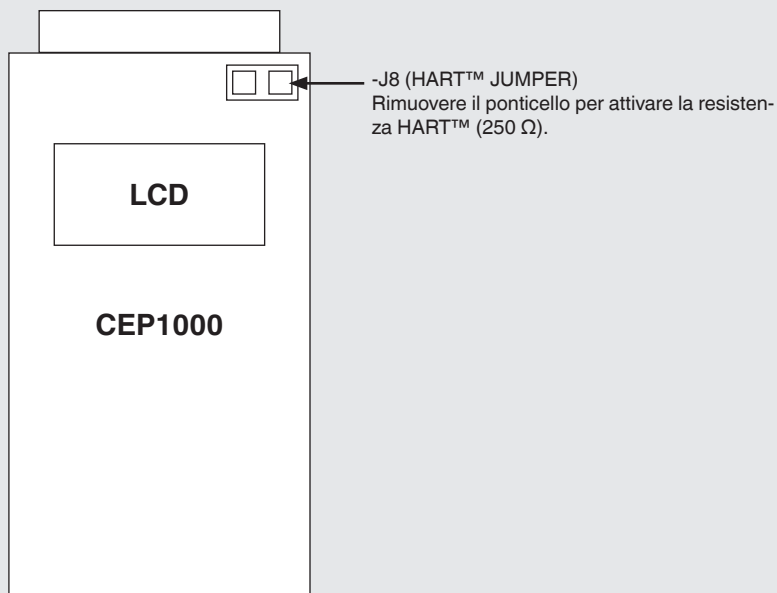 -J8 (HART™ JUMPER)
Rimuovere il ponticello per attivare la resisten-
za HART™ (250 Ω).
LCD
CEP1000